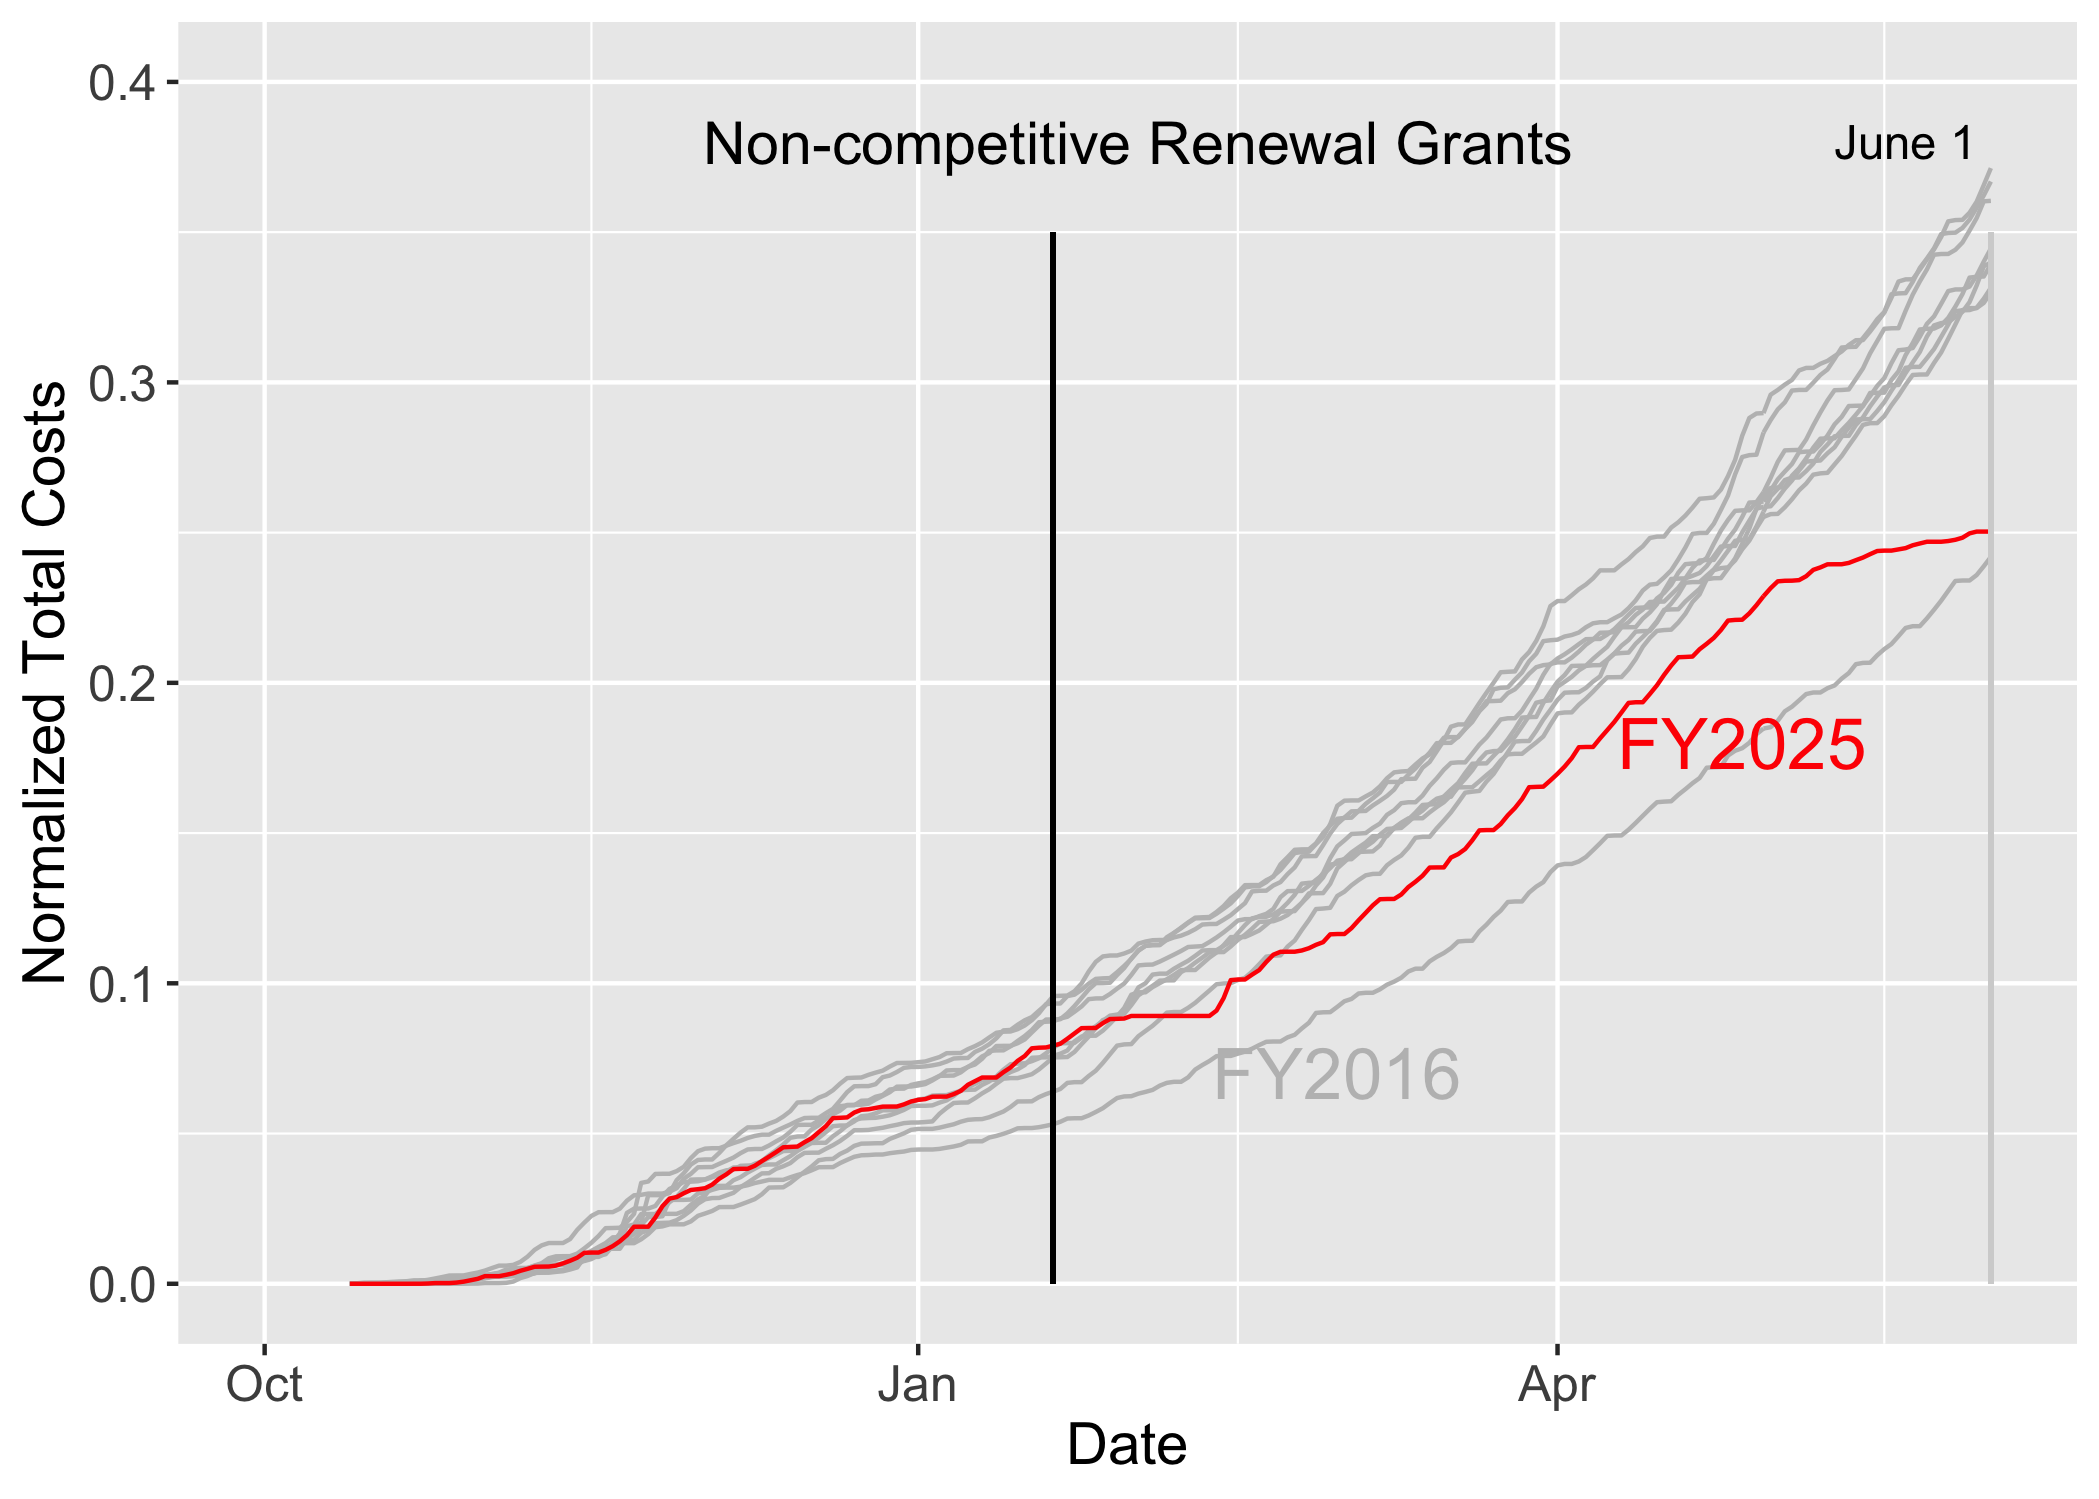 Non-competitive Renewal Grants
June 1
Normalized Total Costs
0.4
0.3
0.2
0.1
0.0
FY2025
FY2016
Oct
Jan
Apr
Date